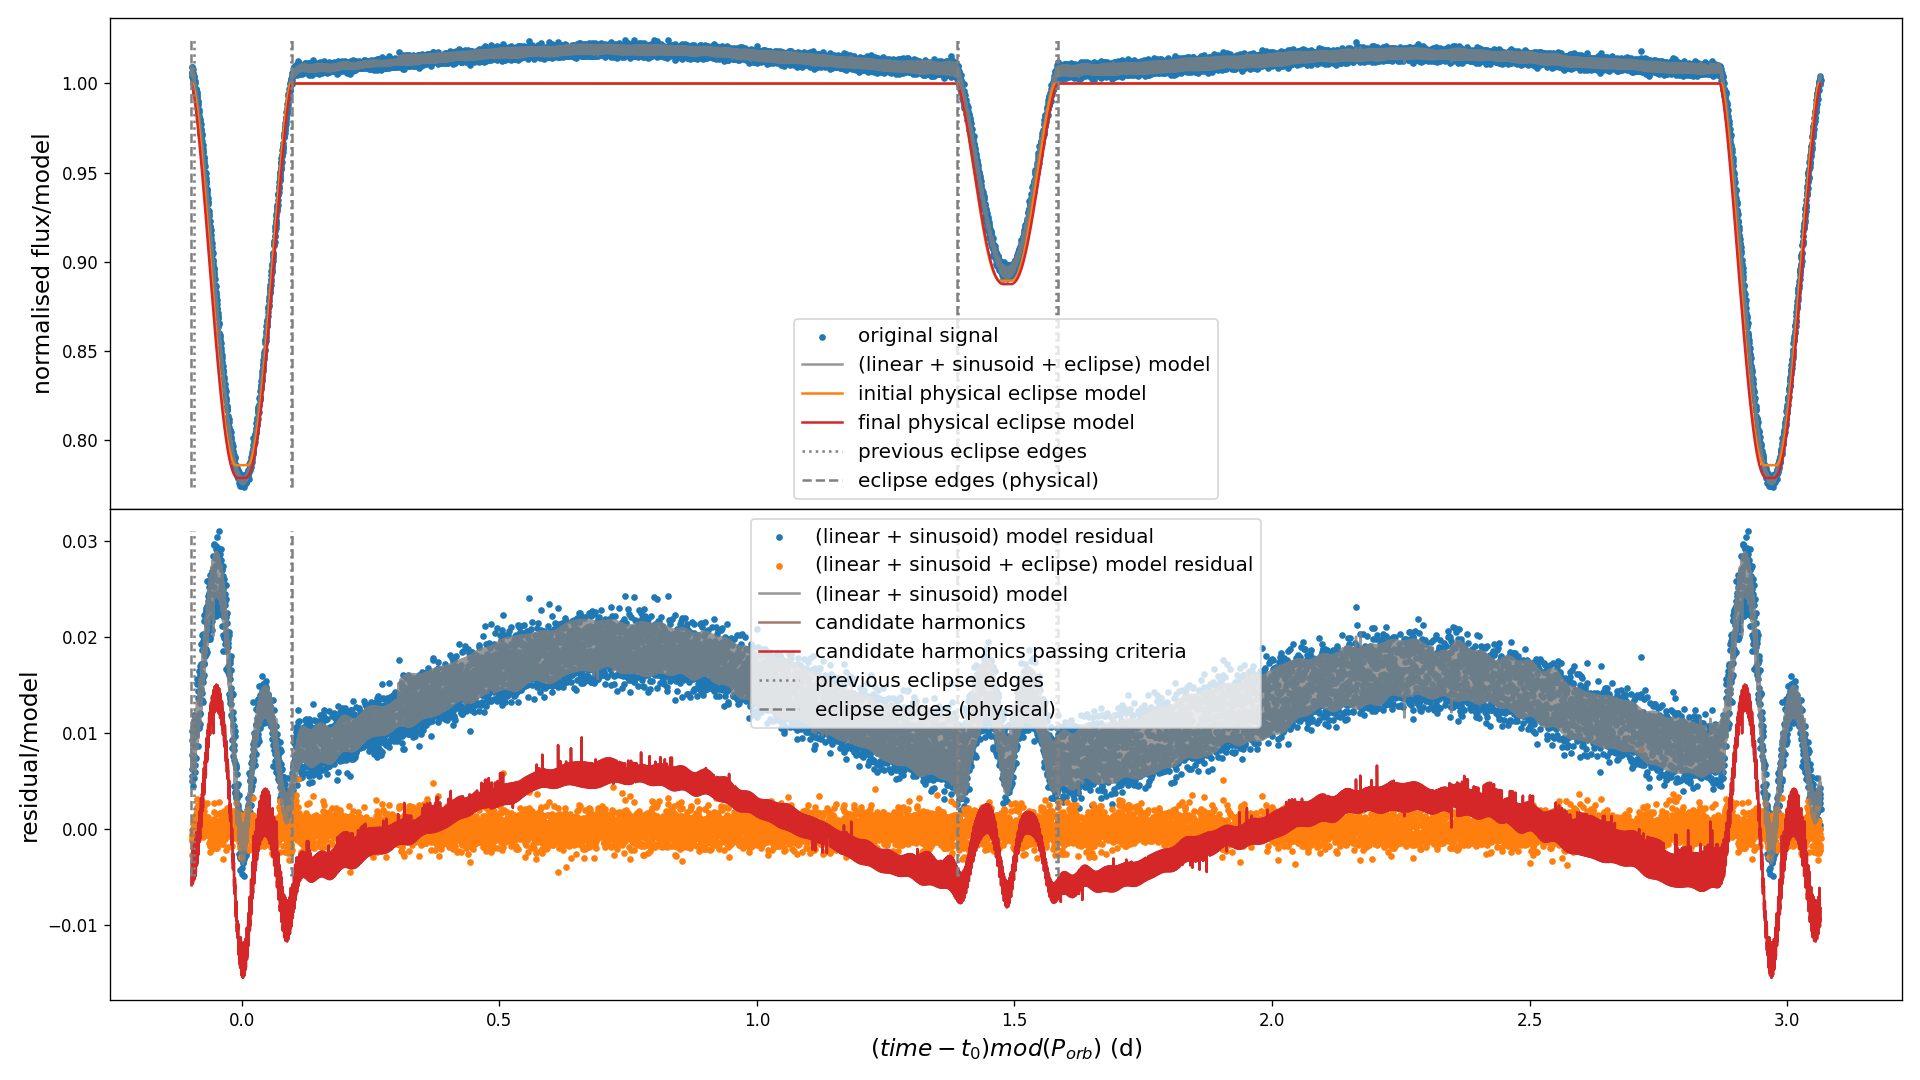 1.00
0.95
0.90
0.85
0.80
normalised flux/model
original signal
(linear + sinusoid + eclipse) model
initial physical eclipse model
final physical eclipse model
previous eclipse edges
eclipse edges (physical)
0.03
0.02
0.01
0.00
−0.01
residual/model
(linear + sinusoid) model residual
(linear + sinusoid + eclipse) model residual
(linear + sinusoid) model
candidate harmonics
candidate harmonics passing criteria
previous eclipse edges
eclipse edges (physical)
0.0 0.5 1.0 1.5 2.0 2.5 3.0
(time − t₀)mod(Pₒᵣb) (d)